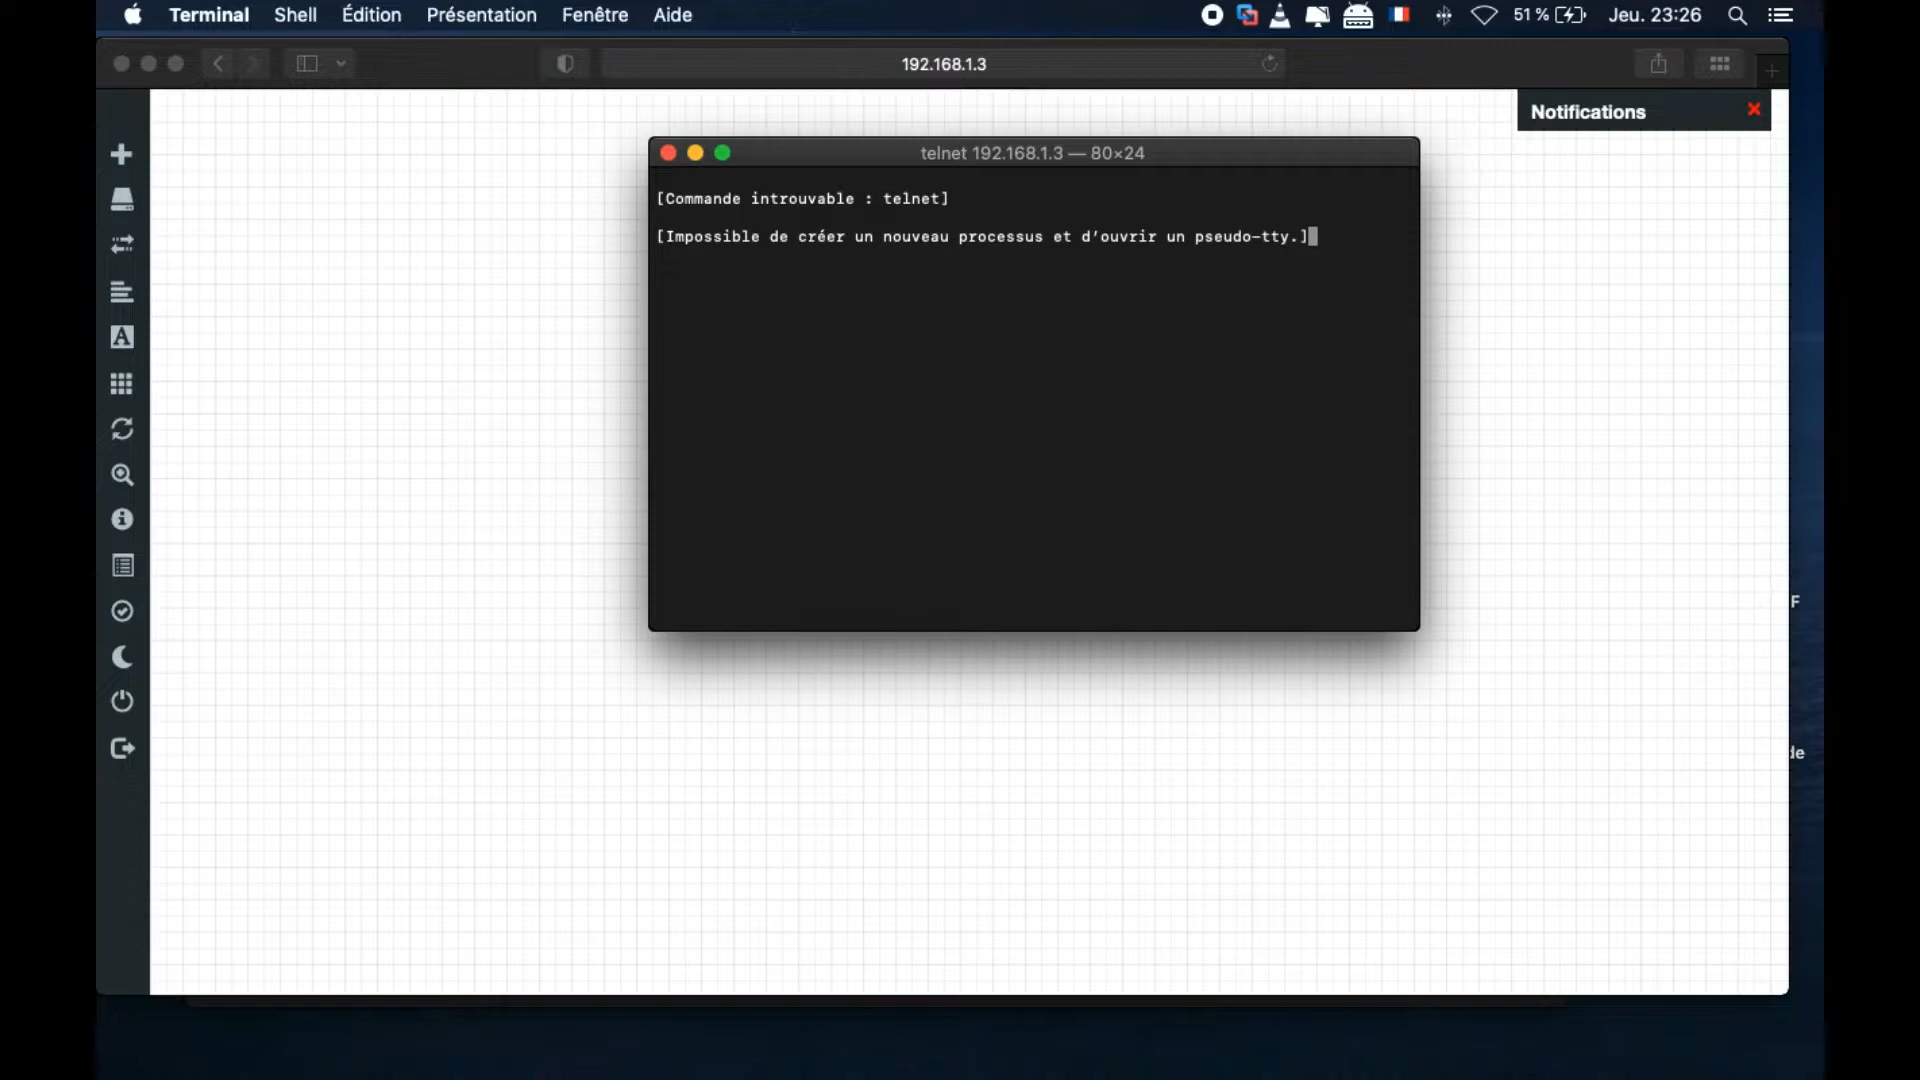 Terminal Shell Édition Présentation Fenêtre Aide 51 % Jeu. 23:26
192.168.1.3
Notifications
telnet 192.168.1.3 — 80×24
[Commande introuvable : telnet]
[Impossible de créer un nouveau processus et d’ouvrir un pseudo-tty.]
F
de